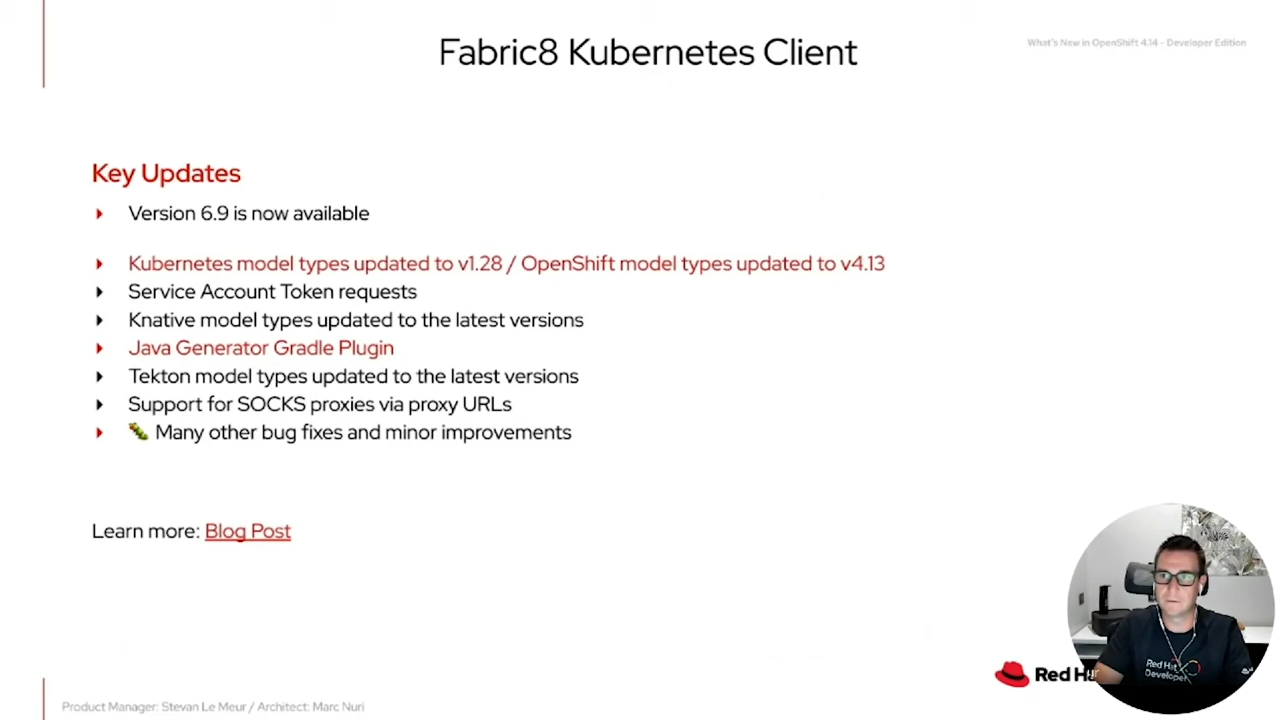 Fabric8 Kubernetes Client
What's New in OpenShift 4.14 - Developer Edition
Key Updates
Version 6.9 is now available
Kubernetes model types updated to v1.28 / OpenShift model types updated to v4.13
Service Account Token requests
Knative model types updated to the latest versions
Java Generator Gradle Plugin
Tekton model types updated to the latest versions
Support for SOCKS proxies via proxy URLs
🐛 Many other bug fixes and minor improvements
Learn more: Blog Post
Red Hat
Developer
Red Ha
Product Manager: Stevan Le Meur / Architect: Marc Nuri